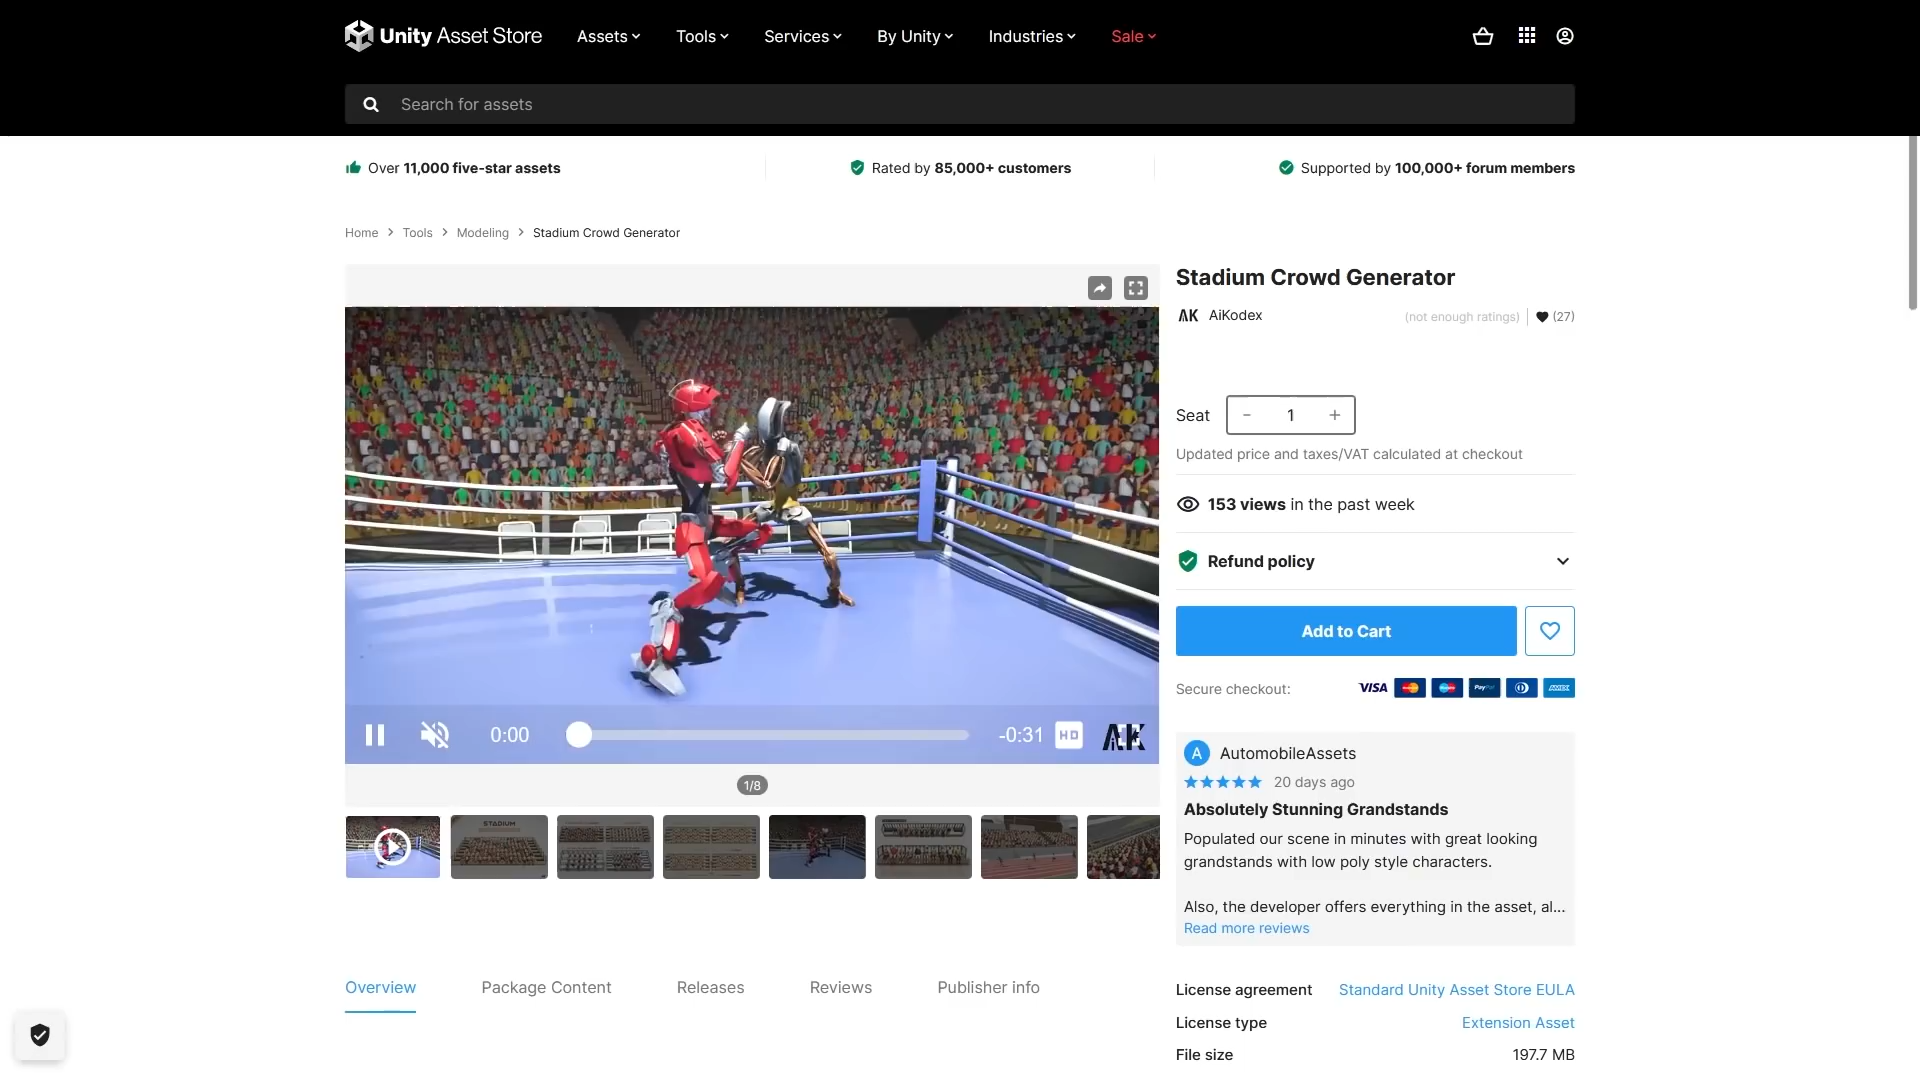 Unity Asset Store
Assets
Tools
Services
By Unity
Industries
Sale
Search for assets
Over 11,000 five-star assets
Rated by 85,000+ customers
Supported by 100,000+ forum members
Home > Tools > Modeling > Stadium Crowd Generator
Stadium Crowd Generator
AK AiKodex
(not enough ratings) (27)
Seat - 1 +
Updated price and taxes/VAT calculated at checkout
153 views in the past week
Refund policy
Add to Cart
Secure checkout: VISA PayPal AMEX
0:00 -0:31 HD AK
1/8
STADIUM
A AutomobileAssets
20 days ago
Absolutely Stunning Grandstands
Populated our scene in minutes with great looking
grandstands with low poly style characters.
Also, the developer offers everything in the asset, al...
Read more reviews
Overview
Package Content
Releases
Reviews
Publisher info
License agreement Standard Unity Asset Store EULA
License type Extension Asset
File size 197.7 MB